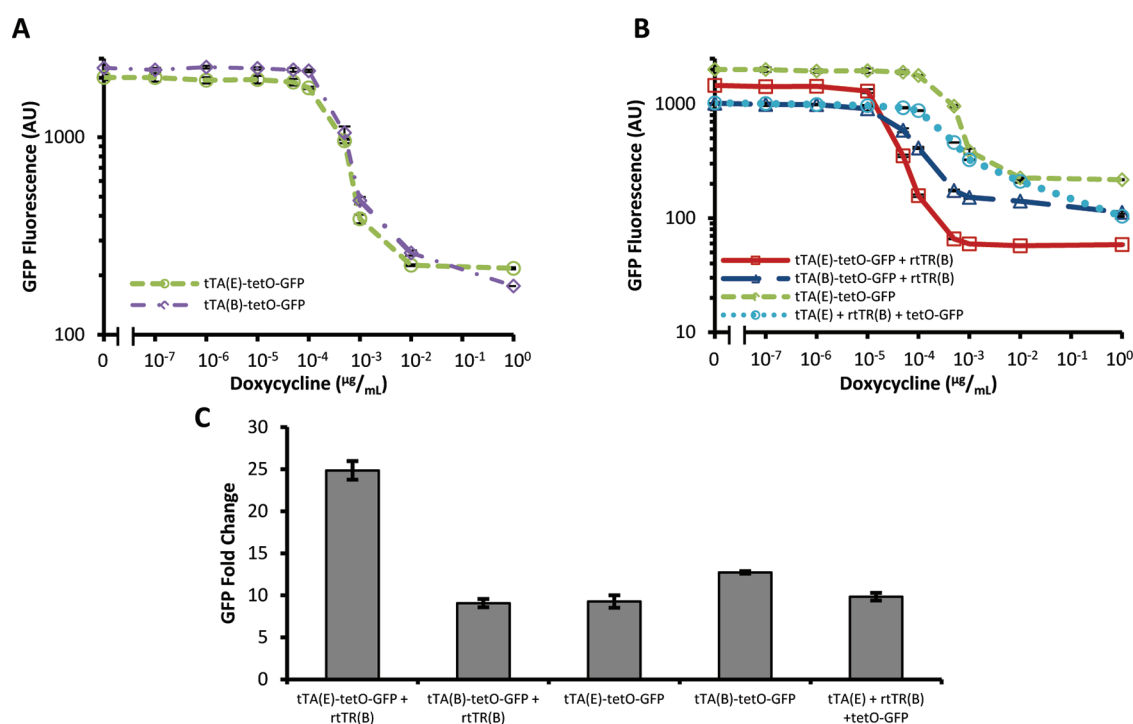 A
B
GFP Fluorescence (AU)
1000
100
tTA(E)-tetO-GFP
tTA(B)-tetO-GFP
0 10⁻⁷ 10⁻⁶ 10⁻⁵ 10⁻⁴ 10⁻³ 10⁻² 10⁻¹ 10⁰
Doxycycline (µg/mL)
GFP Fluorescence (AU)
1000
100
10
tTA(E)-tetO-GFP + rtTR(B)
tTA(B)-tetO-GFP + rtTR(B)
tTA(E)-tetO-GFP
tTA(E) + rtTR(B) + tetO-GFP
0 10⁻⁷ 10⁻⁶ 10⁻⁵ 10⁻⁴ 10⁻³ 10⁻² 10⁻¹ 10⁰
Doxycycline (µg/mL)
C
GFP Fold Change
30
25
20
15
10
5
0
tTA(E)-tetO-GFP +
rtTR(B)
tTA(B)-tetO-GFP +
rtTR(B)
tTA(E)-tetO-GFP
tTA(B)-tetO-GFP
tTA(E) + rtTR(B)
+tetO-GFP